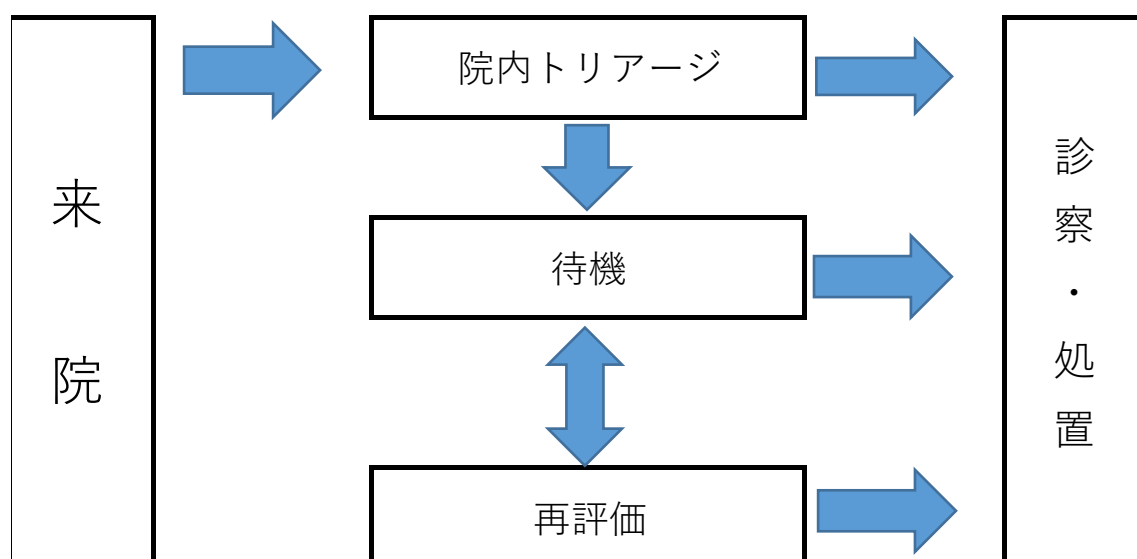 来院
院内トリアージ
待機
再評価
診察・処置